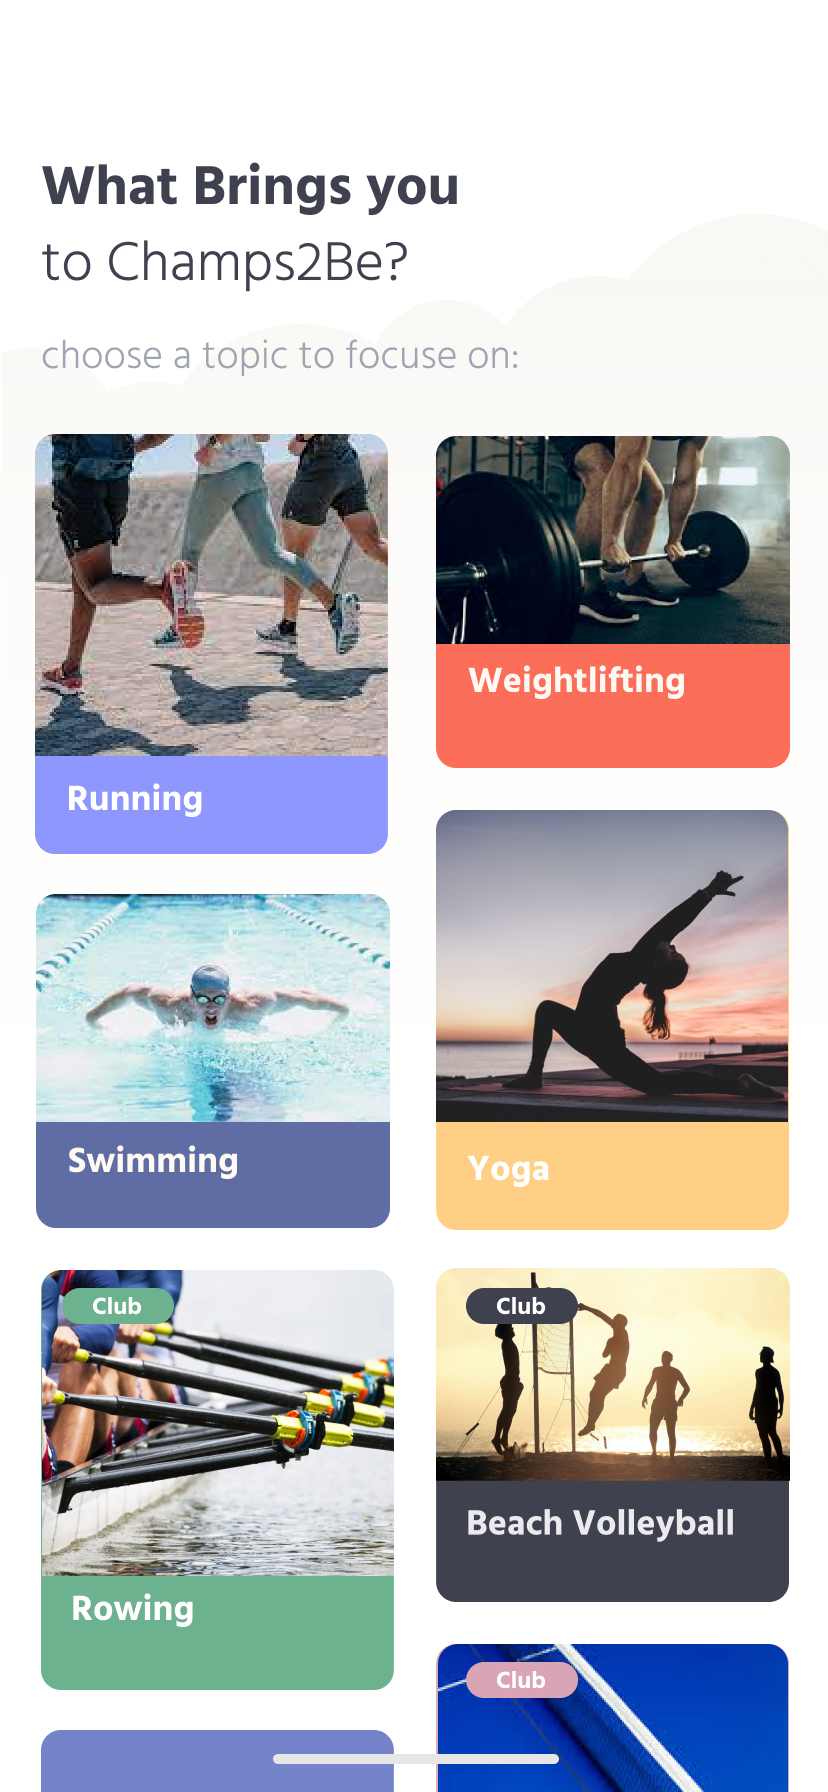 What Brings you
to Champs2Be?
choose a topic to focuse on:
Running
Weightlifting
Swimming
Yoga
Club
Rowing
Club
Beach Volleyball
Club